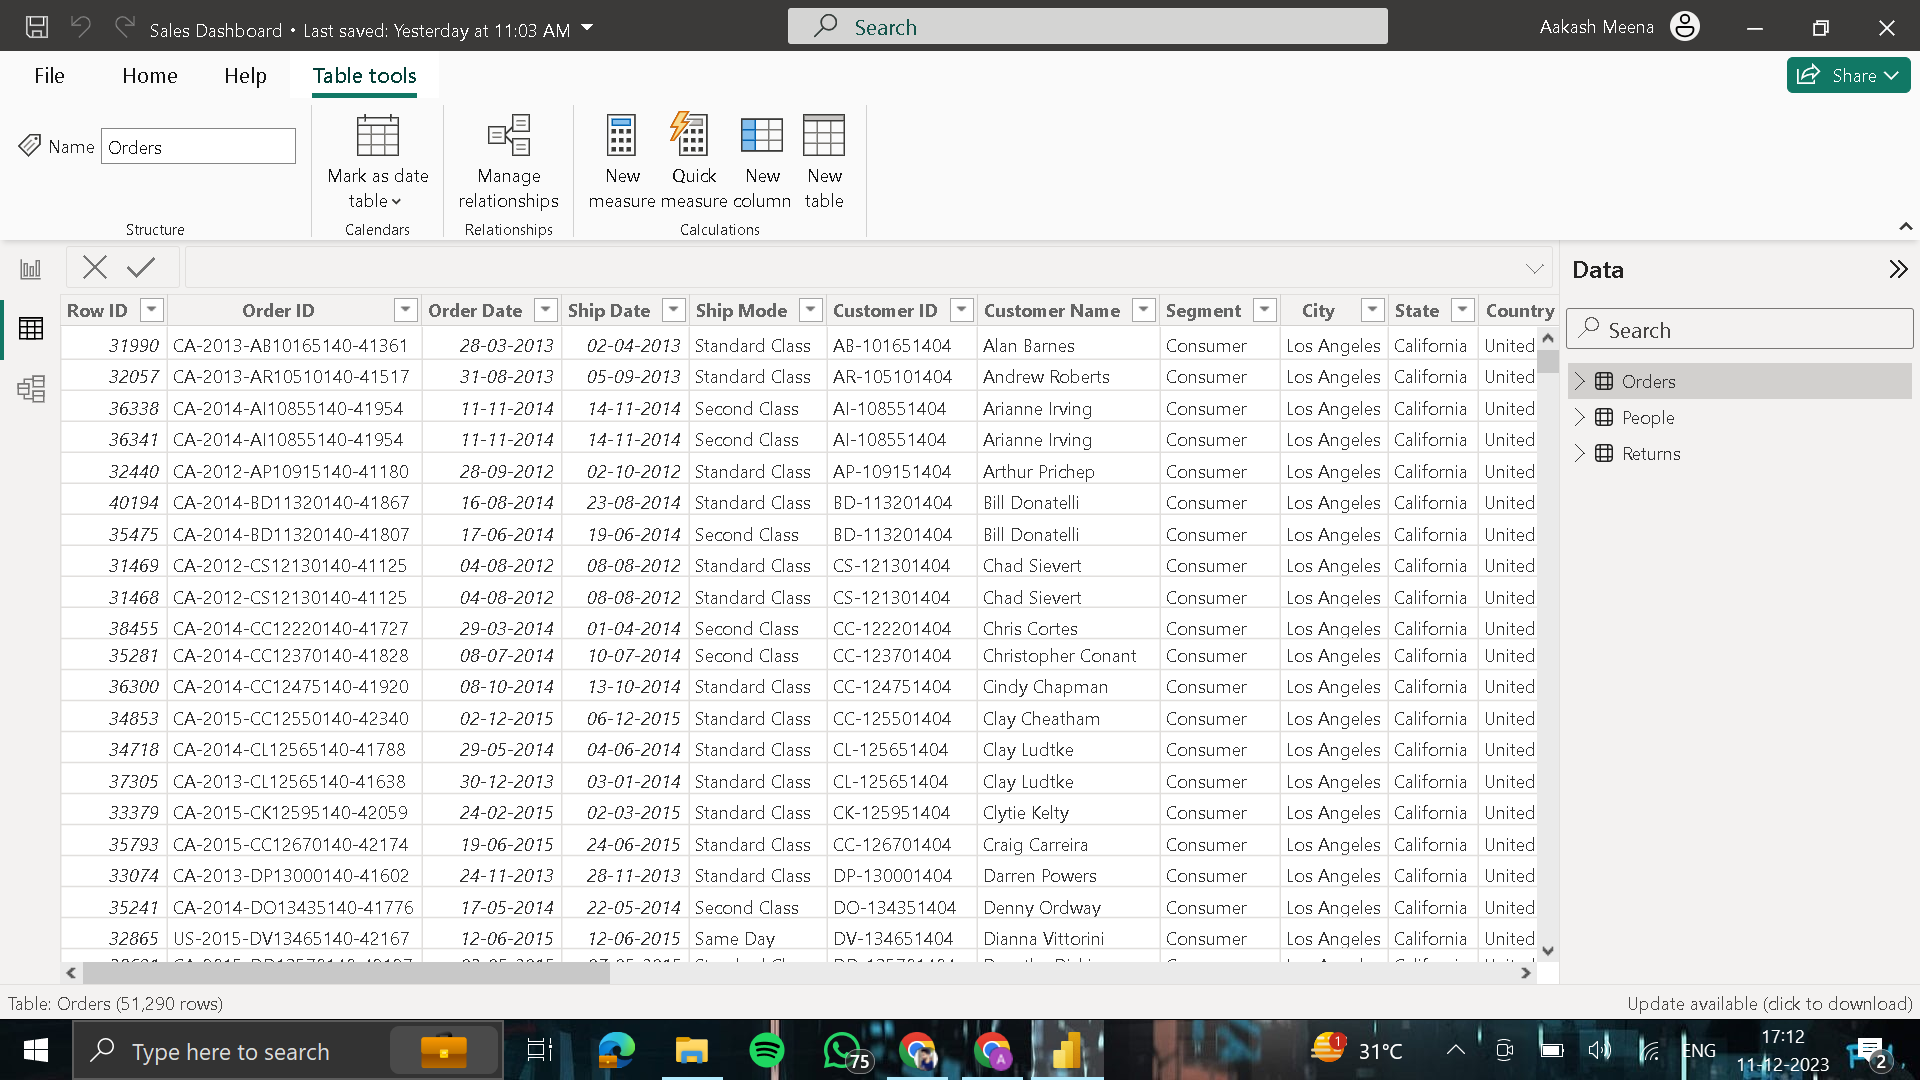 Sales Dashboard • Last saved: Yesterday at 11:03 AM
Search
Aakash Meena
File Home Help Table tools
Share
Name Orders
Mark as date table
Manage relationships
New measure
Quick measure
New column
New table
Structure Calendars Relationships Calculations
Data
Search
Orders
People
Returns
Row ID Order ID Order Date Ship Date Ship Mode Customer ID Customer Name Segment City State Country
31990 CA-2013-AB10165140-41361 28-03-2013 02-04-2013 Standard Class AB-101651404 Alan Barnes Consumer Los Angeles California United
32057 CA-2013-AR10510140-41517 31-08-2013 05-09-2013 Standard Class AR-105101404 Andrew Roberts Consumer Los Angeles California United
36338 CA-2014-AI10855140-41954 11-11-2014 14-11-2014 Second Class AI-108551404 Arianne Irving Consumer Los Angeles California United
36341 CA-2014-AI10855140-41954 11-11-2014 14-11-2014 Second Class AI-108551404 Arianne Irving Consumer Los Angeles California United
32440 CA-2012-AP10915140-41180 28-09-2012 02-10-2012 Standard Class AP-109151404 Arthur Prichep Consumer Los Angeles California United
40194 CA-2014-BD11320140-41867 16-08-2014 23-08-2014 Standard Class BD-113201404 Bill Donatelli Consumer Los Angeles California United
35475 CA-2014-BD11320140-41807 17-06-2014 19-06-2014 Second Class BD-113201404 Bill Donatelli Consumer Los Angeles California United
31469 CA-2012-CS12130140-41125 04-08-2012 08-08-2012 Standard Class CS-121301404 Chad Sievert Consumer Los Angeles California United
31468 CA-2012-CS12130140-41125 04-08-2012 08-08-2012 Standard Class CS-121301404 Chad Sievert Consumer Los Angeles California United
38455 CA-2014-CC12220140-41727 29-03-2014 01-04-2014 Second Class CC-122201404 Chris Cortes Consumer Los Angeles California United
35281 CA-2014-CC12370140-41828 08-07-2014 10-07-2014 Second Class CC-123701404 Christopher Conant Consumer Los Angeles California United
36300 CA-2014-CC12475140-41920 08-10-2014 13-10-2014 Standard Class CC-124751404 Cindy Chapman Consumer Los Angeles California United
34853 CA-2015-CC12550140-42340 02-12-2015 06-12-2015 Standard Class CC-125501404 Clay Cheatham Consumer Los Angeles California United
34718 CA-2014-CL12565140-41788 29-05-2014 04-06-2014 Standard Class CL-125651404 Clay Ludtke Consumer Los Angeles California United
37305 CA-2013-CL12565140-41638 30-12-2013 03-01-2014 Standard Class CL-125651404 Clay Ludtke Consumer Los Angeles California United
33379 CA-2015-CK12595140-42059 24-02-2015 02-03-2015 Standard Class CK-125951404 Clytie Kelty Consumer Los Angeles California United
35793 CA-2015-CC12670140-42174 19-06-2015 24-06-2015 Standard Class CC-126701404 Craig Carreira Consumer Los Angeles California United
33074 CA-2013-DP13000140-41602 24-11-2013 28-11-2013 Standard Class DP-130001404 Darren Powers Consumer Los Angeles California United
35241 CA-2014-DO13435140-41776 17-05-2014 22-05-2014 Second Class DO-134351404 Denny Ordway Consumer Los Angeles California United
32865 US-2015-DV13465140-42167 12-06-2015 12-06-2015 Same Day DV-134651404 Dianna Vittorini Consumer Los Angeles California United
Table: Orders (51,290 rows)
Update available (click to download)
Type here to search
75
A
1
31°C
ENG
17:12
11-12-2023
2